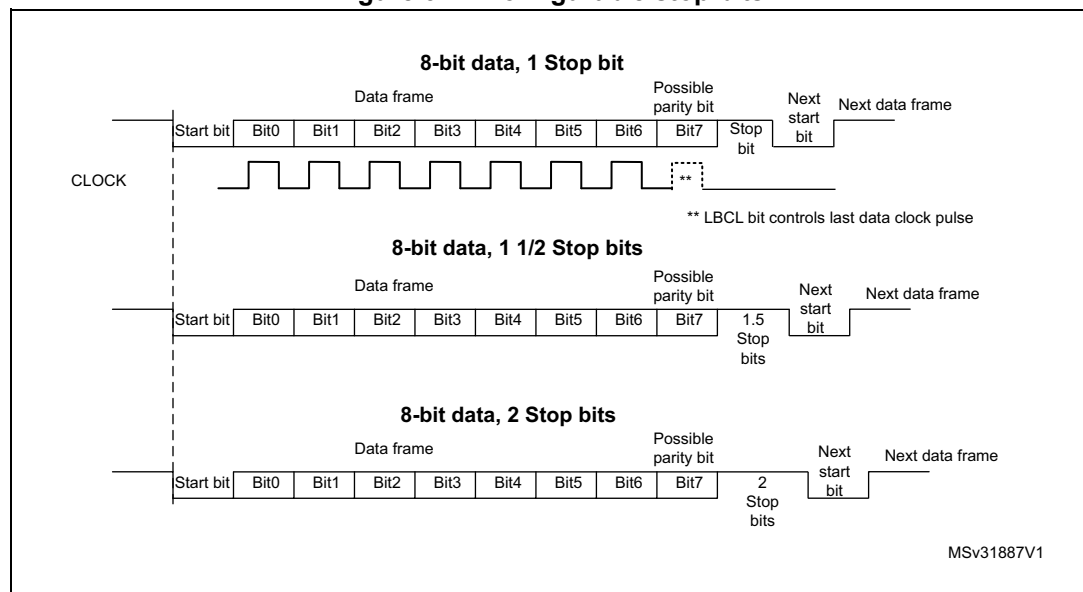 8-bit data, 1 Stop bit
Data frame
Possible
parity bit
Next
start
bit
Next data frame
Start bit Bit0 Bit1 Bit2 Bit3 Bit4 Bit5 Bit6 Bit7 Stop
bit
CLOCK
**
** LBCL bit controls last data clock pulse
8-bit data, 1 1/2 Stop bits
Data frame
Possible
parity bit
Next
start
bit
Next data frame
Start bit Bit0 Bit1 Bit2 Bit3 Bit4 Bit5 Bit6 Bit7 1.5
Stop
bits
8-bit data, 2 Stop bits
Data frame
Possible
parity bit
Next
start
bit
Next data frame
Start bit Bit0 Bit1 Bit2 Bit3 Bit4 Bit5 Bit6 Bit7 2
Stop
bits
MSv31887V1